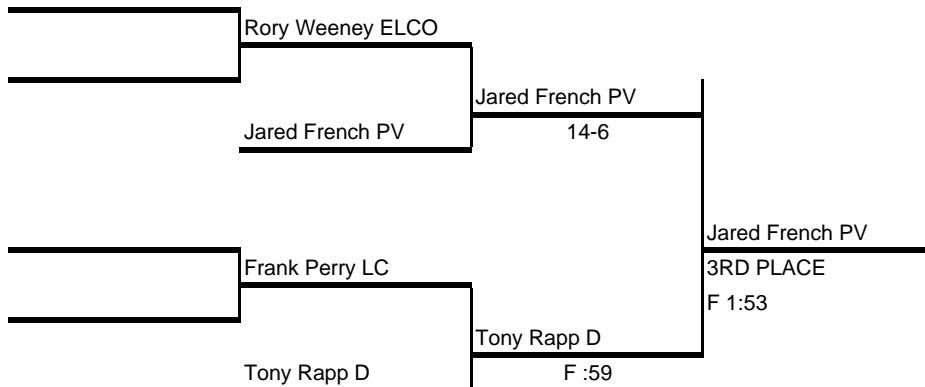 Rory Weeney ELCO
Jared French PV
Jared French PV
14-6
Jared French PV
3RD PLACE
F 1:53
Frank Perry LC
Tony Rapp D
Tony Rapp D
F :59